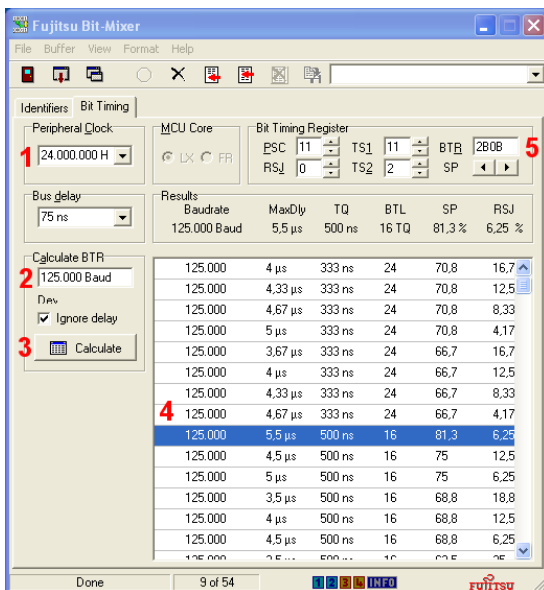 Fujitsu Bit-Mixer
File Buffer View Format Help
Identifiers Bit Timing
Peripheral Clock
1 24.000.000 H
MCU Core
LX FR
Bit Timing Register
PSC 11 TS1 11 BTR 2B0B 5
RSJ 0 TS2 2 SP
Bus delay
75 ns
Results
Baudrate MaxDly TQ BTL SP RSJ
125.000 Baud 5,5 µs 500 ns 16 TQ 81,3 % 6,25 %
Calculate BTR
2 125.000 Baud
Dev
Ignore delay
3 Calculate
4
125.000 4 µs 333 ns 24 70,8 16,7
125.000 4,33 µs 333 ns 24 70,8 12,5
125.000 4,67 µs 333 ns 24 70,8 8,33
125.000 5 µs 333 ns 24 70,8 4,17
125.000 3,67 µs 333 ns 24 66,7 16,7
125.000 4 µs 333 ns 24 66,7 12,5
125.000 4,33 µs 333 ns 24 66,7 8,33
125.000 4,67 µs 333 ns 24 66,7 4,17
125.000 5,5 µs 500 ns 16 81,3 6,25
125.000 4,5 µs 500 ns 16 75 12,5
125.000 5 µs 500 ns 16 75 6,25
125.000 3,5 µs 500 ns 16 68,8 18,8
125.000 4 µs 500 ns 16 68,8 12,5
125.000 4,5 µs 500 ns 16 68,8 6,25
Done 9 of 54 1 2 3 4 INFO FUJITSU